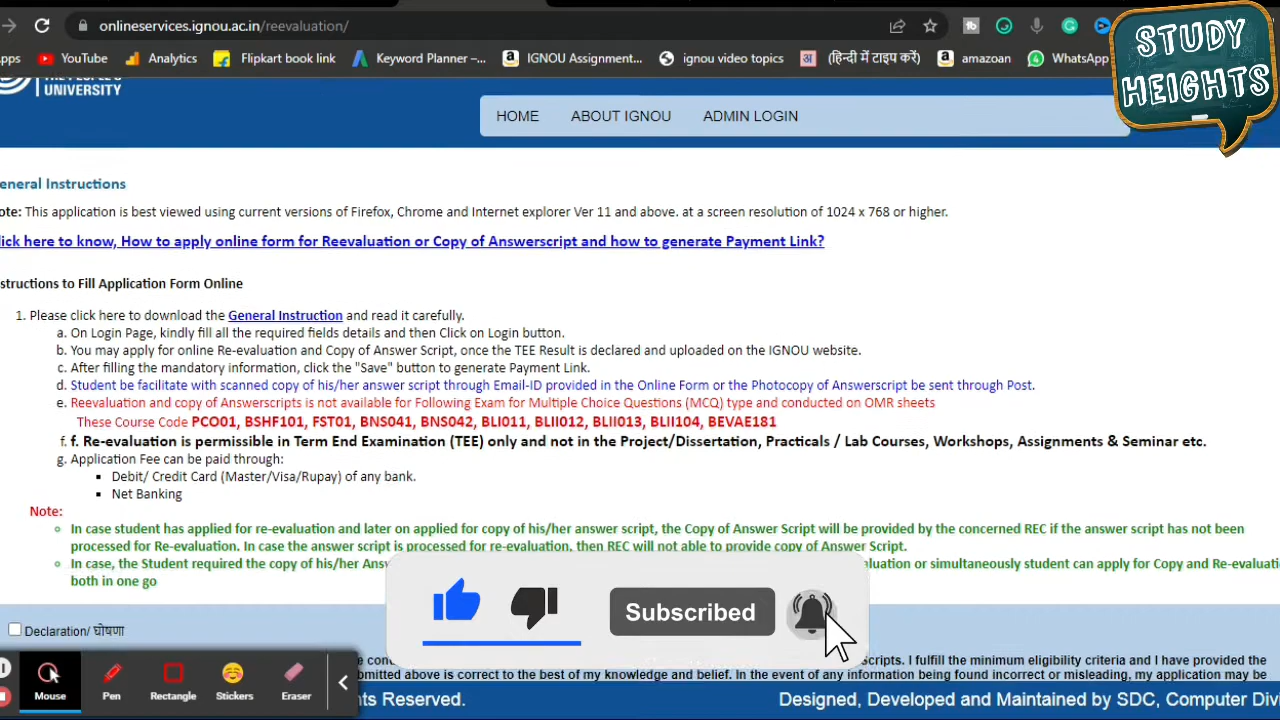 onlineservices.ignou.ac.in/reevaluation/
STUDY
HEIGHTS
YouTube Analytics Flipkart book link Keyword Planner –... IGNOU Assignment... ignou video topics (हिन्दी में टाइप करें) amazoan WhatsApp
UNIVERSITY
HOME ABOUT IGNOU ADMIN LOGIN
eneral Instructions
ote: This application is best viewed using current versions of Firefox, Chrome and Internet explorer Ver 11 and above. at a screen resolution of 1024 x 768 or higher.
lick here to know, How to apply online form for Reevaluation or Copy of Answerscript and how to generate Payment Link?
structions to Fill Application Form Online
1. Please click here to download the General Instruction and read it carefully.
a. On Login Page, kindly fill all the required fields details and then Click on Login button.
b. You may apply for online Re-evaluation and Copy of Answer Script, once the TEE Result is declared and uploaded on the IGNOU website.
c. After filling the mandatory information, click the "Save" button to generate Payment Link.
d. Student be facilitate with scanned copy of his/her answer script through Email-ID provided in the Online Form or the Photocopy of Answerscript be sent through Post.
e. Reevaluation and copy of Answerscripts is not available for Following Exam for Multiple Choice Questions (MCQ) type and conducted on OMR sheets
These Course Code PCO01, BSHF101, FST01, BNS041, BNS042, BLI011, BLII012, BLII013, BLII104, BEVAE181
f. f. Re-evaluation is permissible in Term End Examination (TEE) only and not in the Project/Dissertation, Practicals / Lab Courses, Workshops, Assignments & Seminar etc.
g. Application Fee can be paid through:
Debit/ Credit Card (Master/Visa/Rupay) of any bank.
Net Banking
Note:
In case student has applied for re-evaluation and later on applied for copy of his/her answer script, the Copy of Answer Script will be provided by the concerned REC if the answer script has not been
processed for Re-evaluation. In case the answer script is processed for re-evaluation, then REC will not able to provide copy of Answer Script.
In case, the Student required the copy of his/her Ans luation or simultaneously student can apply for Copy and Re-evaluati
both in one go
Subscribed
Declaration/ घोषणा
scripts. I fulfill the minimum eligibility criteria and I have provided the
bmitted above is correct to the best of my knowledge and belief. In the event of any information being found incorrect or misleading, my application may be
Mouse Pen Rectangle Stickers Eraser
ts Reserved. Designed, Developed and Maintained by SDC, Computer Divi